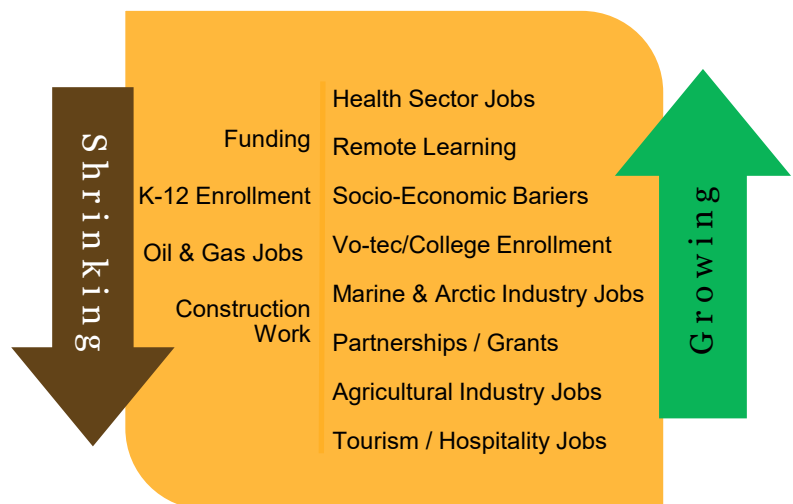 Shrinking
Funding
K-12 Enrollment
Oil & Gas Jobs
Construction
Work
Health Sector Jobs
Remote Learning
Socio-Economic Bariers
Vo-tec/College Enrollment
Marine & Arctic Industry Jobs
Partnerships / Grants
Agricultural Industry Jobs
Tourism / Hospitality Jobs
Growing